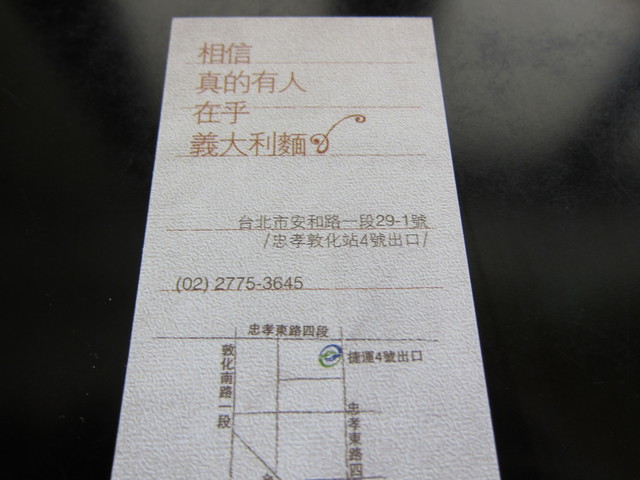 相信
真的有人
在乎
義大利麵
台北市安和路一段29-1號
/忠孝敦化站4號出口/
(02) 2775-3645
忠孝東路四段
捷運4號出口
敦化南路一段
忠孝東路四